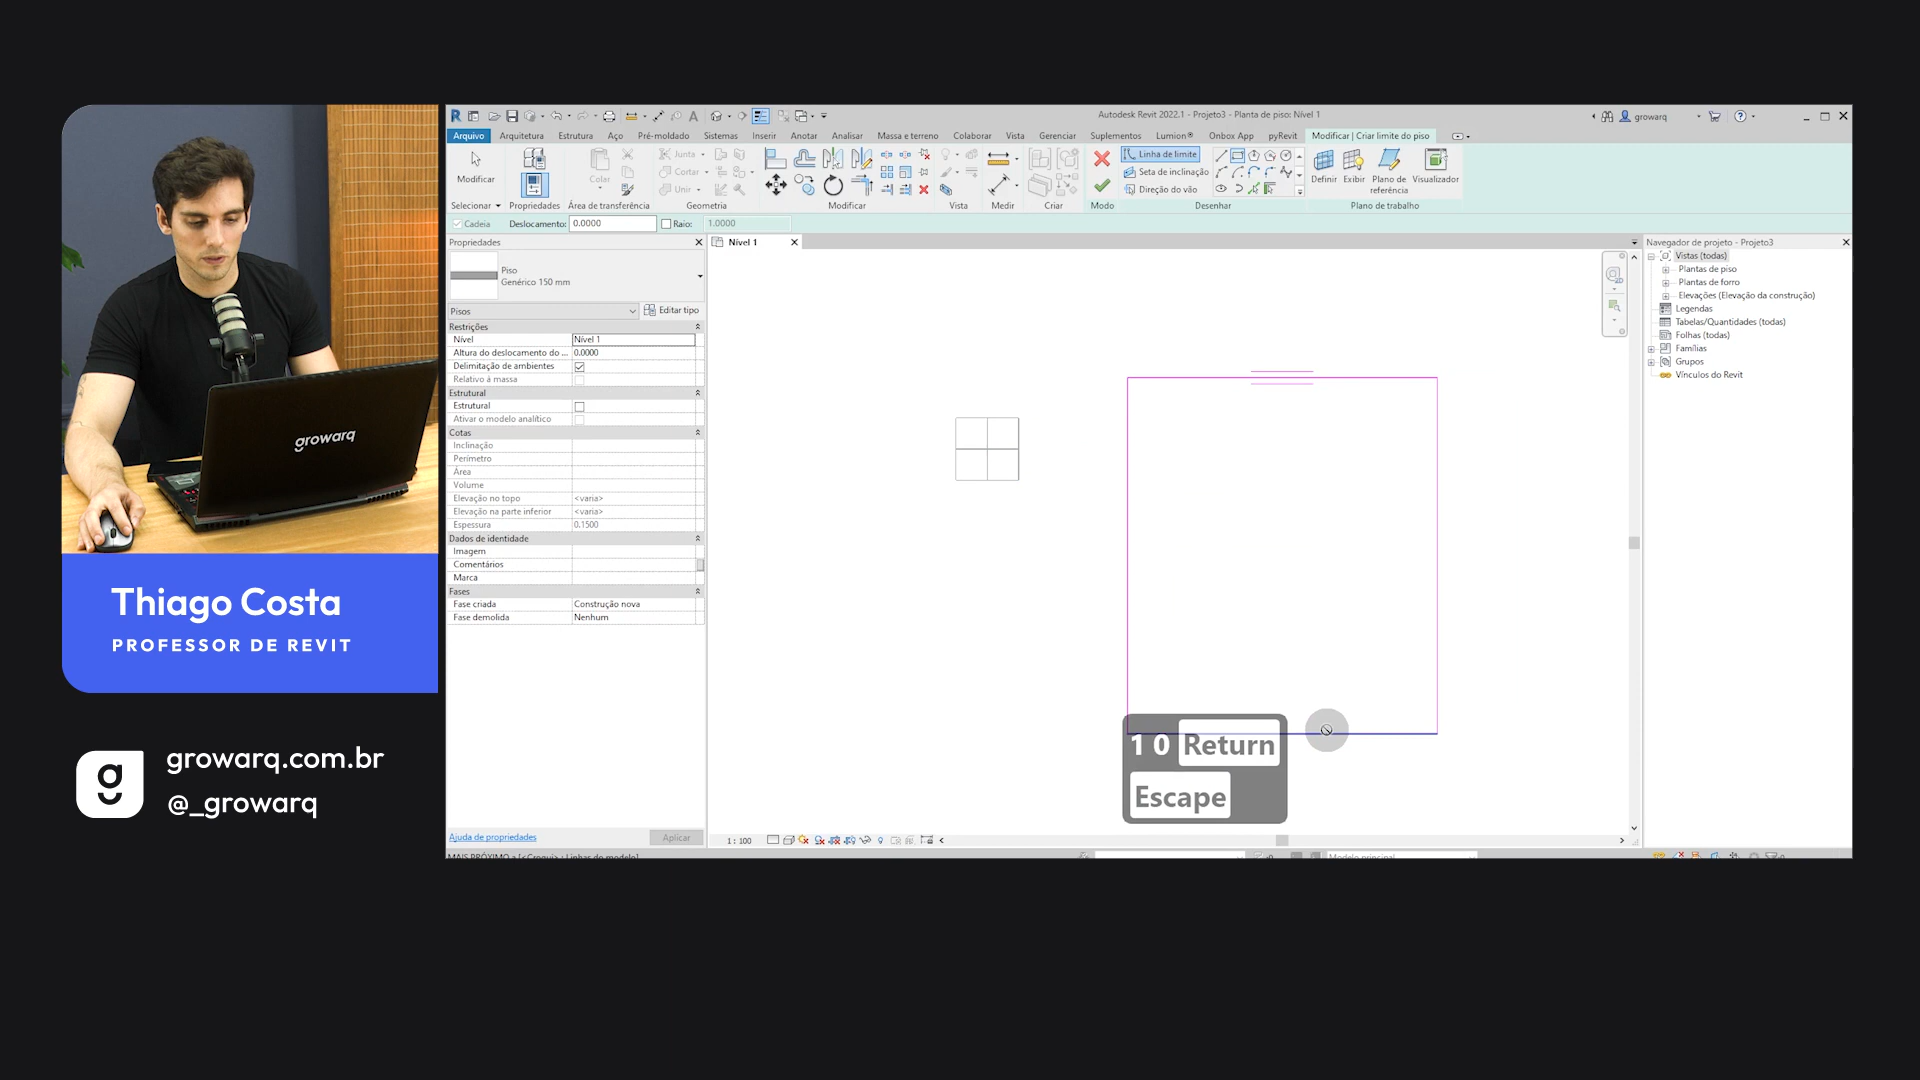 Autodesk Revit 2022.1 - Projeto3 - Planta de piso: Nível 1
growarq
Arquivo Arquitetura Estrutura Aço Pré-moldado Sistemas Inserir Anotar Analisar Massa e terreno Colaborar Vista Gerenciar Suplementos Lumion® Onbox App pyRevit Modificar | Criar limite do piso
Junta
Linha de limite
Cortar
Seta de inclinação
Unir
Direção do vão
Modificar
Colar
Definir Exibir Plano de referência Visualizador
Selecionar Propriedades Área de transferência Geometria Modificar Vista Medir Criar Modo Desenhar Plano de trabalho
Cadeia Deslocamento: 0.0000 Raio: 1.0000
Propriedades
Nível 1
Navegador de projeto - Projeto3
Piso
Genérico 150 mm
Pisos
Editar tipo
Restrições
Nível Nível 1
Altura do deslocamento do ... 0.0000
Delimitação de ambientes
Relativo à massa
Estrutural
Estrutural
Ativar o modelo analítico
Cotas
Inclinação
Perímetro
Área
Volume
Elevação no topo <varia>
Elevação na parte inferior <varia>
Espessura 0.1500
Dados de identidade
Imagem
Comentários
Marca
Fases
Fase criada Construção nova
Fase demolida Nenhum
Ajuda de propriedades
Aplicar
Vistas (todas)
Plantas de piso
Plantas de forro
Elevações (Elevação da construção)
Legendas
Tabelas/Quantidades (todas)
Folhas (todas)
Famílias
Grupos
Vínculos do Revit
1 0 Return
Escape
1 : 100
Modelo principal
growarq
Thiago Costa
PROFESSOR DE REVIT
g
growarq.com.br
@_growarq